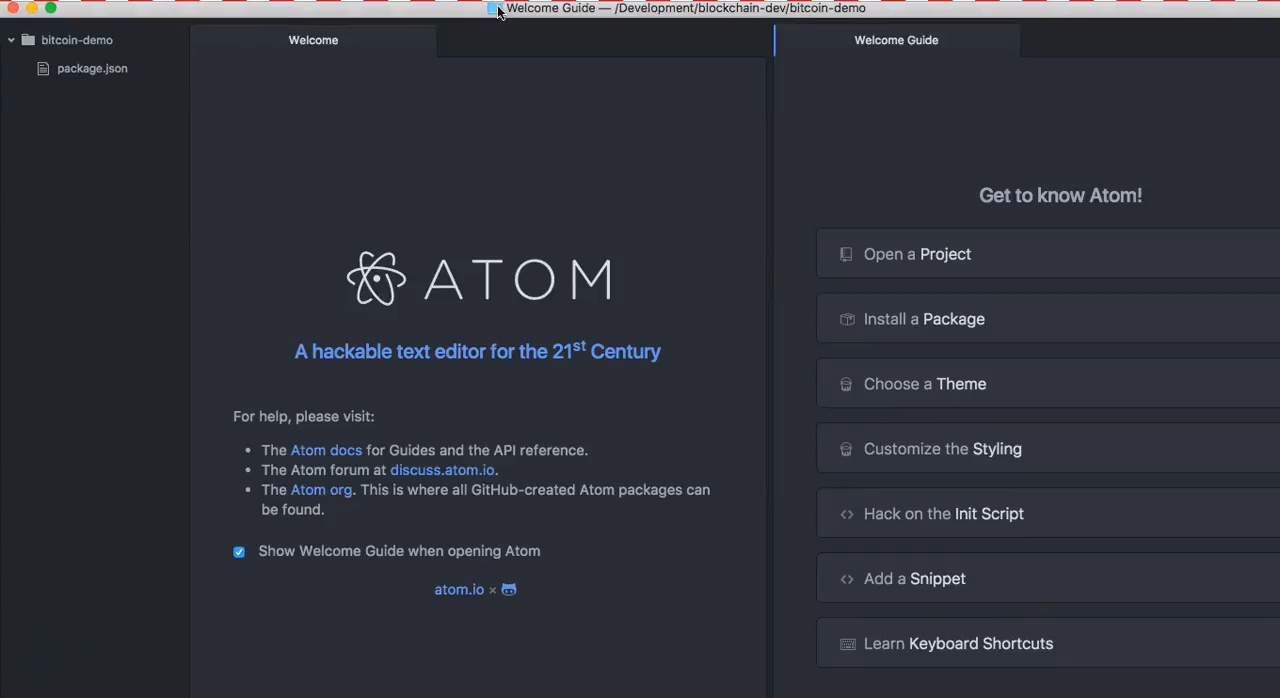 Welcome Guide — /Development/blockchain-dev/bitcoin-demo
bitcoin-demo
package.json
Welcome
ATOM
A hackable text editor for the 21st Century
For help, please visit:
• The Atom docs for Guides and the API reference.
• The Atom forum at discuss.atom.io.
• The Atom org. This is where all GitHub-created Atom packages can
be found.
Show Welcome Guide when opening Atom
atom.io ×
Welcome Guide
Get to know Atom!
Open a Project
Install a Package
Choose a Theme
Customize the Styling
Hack on the Init Script
Add a Snippet
Learn Keyboard Shortcuts